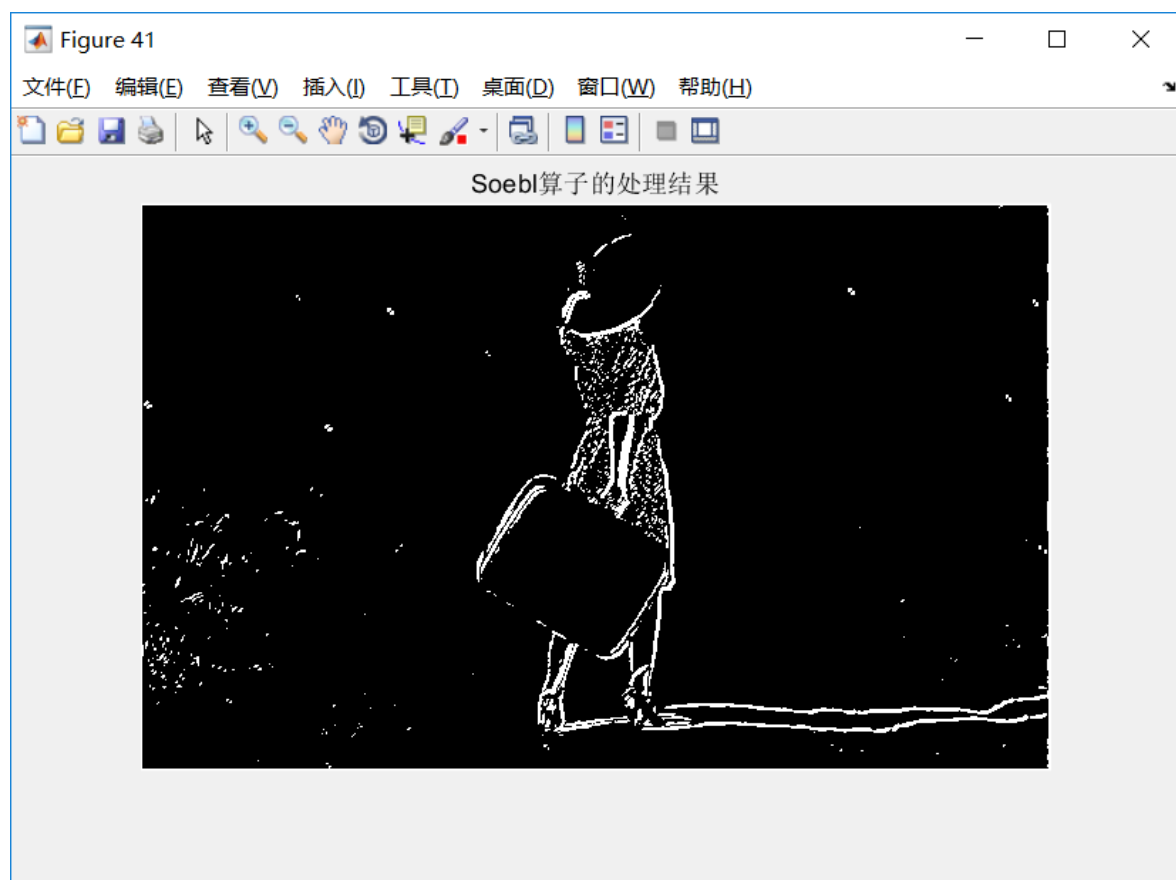 Figure 41
文件(F) 编辑(E) 查看(V) 插入(I) 工具(T) 桌面(D) 窗口(W) 帮助(H)
Soebl算子的处理结果